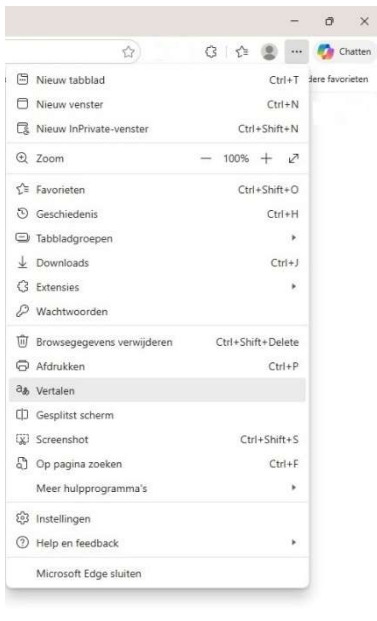 Chatten
dere favorieten
Nieuw tabblad Ctrl+T
Nieuw venster Ctrl+N
Nieuw InPrivate-venster Ctrl+Shift+N
Zoom — 100% +
Favorieten Ctrl+Shift+O
Geschiedenis Ctrl+H
Tabbladgroepen
Downloads Ctrl+J
Extensies
Wachtwoorden
Browsegegevens verwijderen Ctrl+Shift+Delete
Afdrukken Ctrl+P
Vertalen
Gesplitst scherm
Screenshot Ctrl+Shift+S
Op pagina zoeken Ctrl+F
Meer hulpprogramma's
Instellingen
Help en feedback
Microsoft Edge sluiten